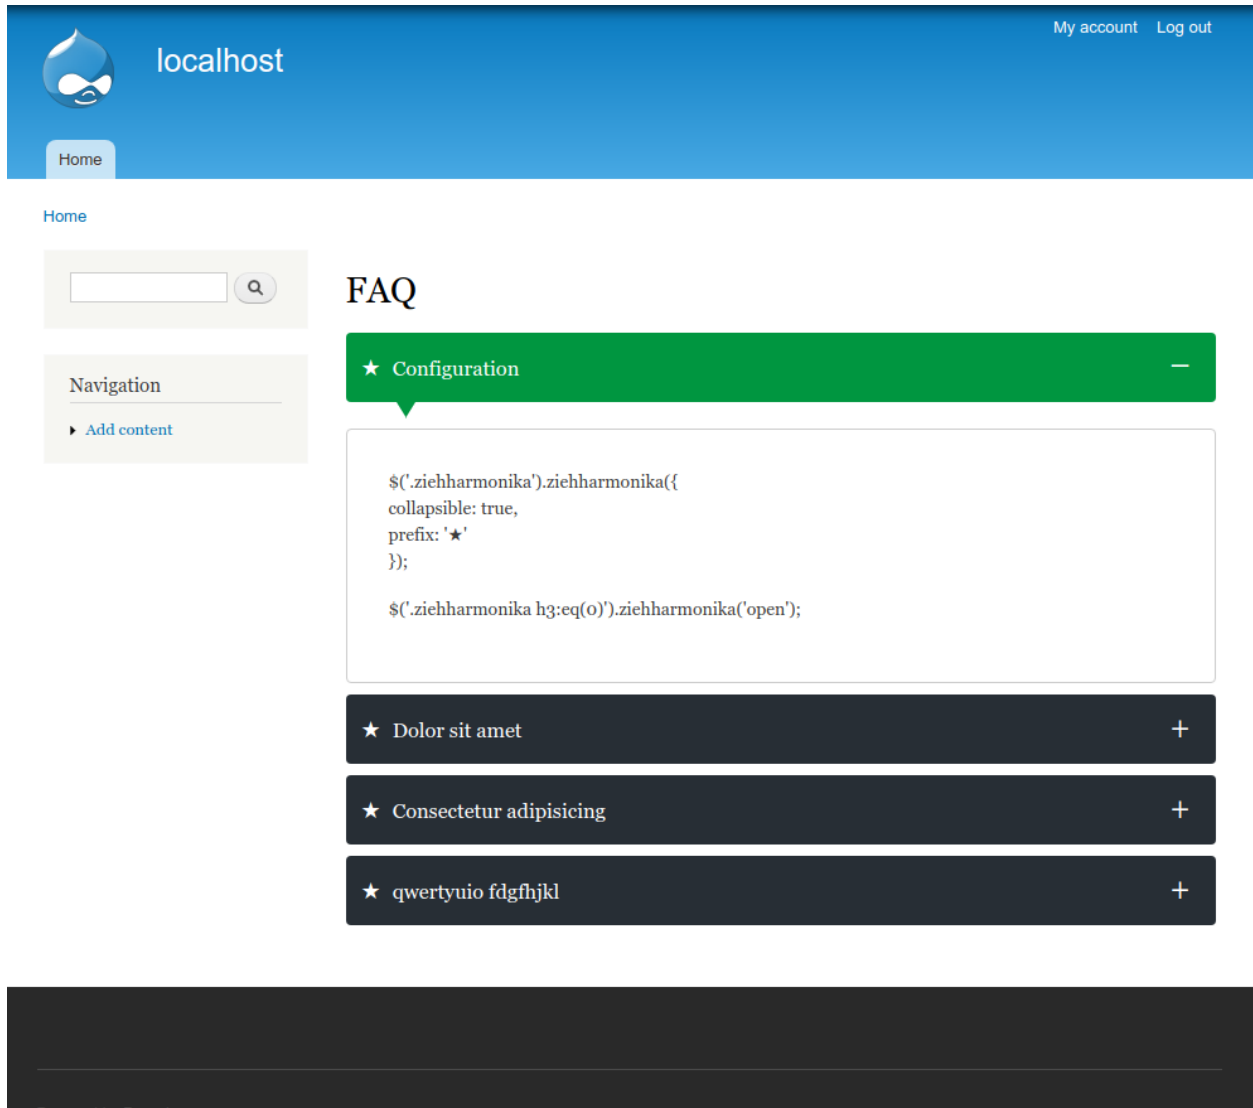 My account Log out
localhost
Home
Home
FAQ
★ Configuration −
Navigation
Add content
$('.ziehharmonika').ziehharmonika({
collapsible: true,
prefix: '★'
});
$('.ziehharmonika h3:eq(0)').ziehharmonika('open');
★ Dolor sit amet +
★ Consectetur adipisicing +
★ qwertyuio fdgfhjkl +